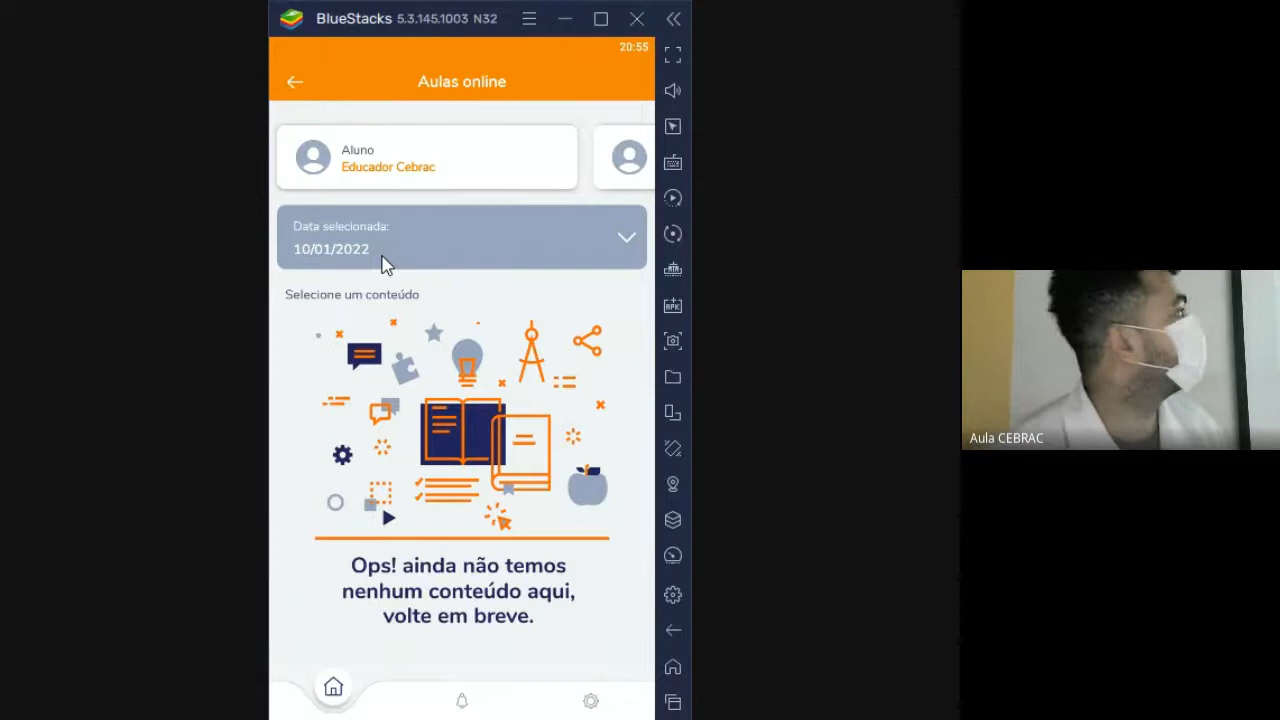 BlueStacks 5.3.145.1003 N32
20:55
Aulas online
Aluno
Educador Cebrac
Data selecionada:
10/01/2022
Selecione um conteúdo
Ops! ainda não temos
nenhum conteúdo aqui,
volte em breve.
Aula CEBRAC